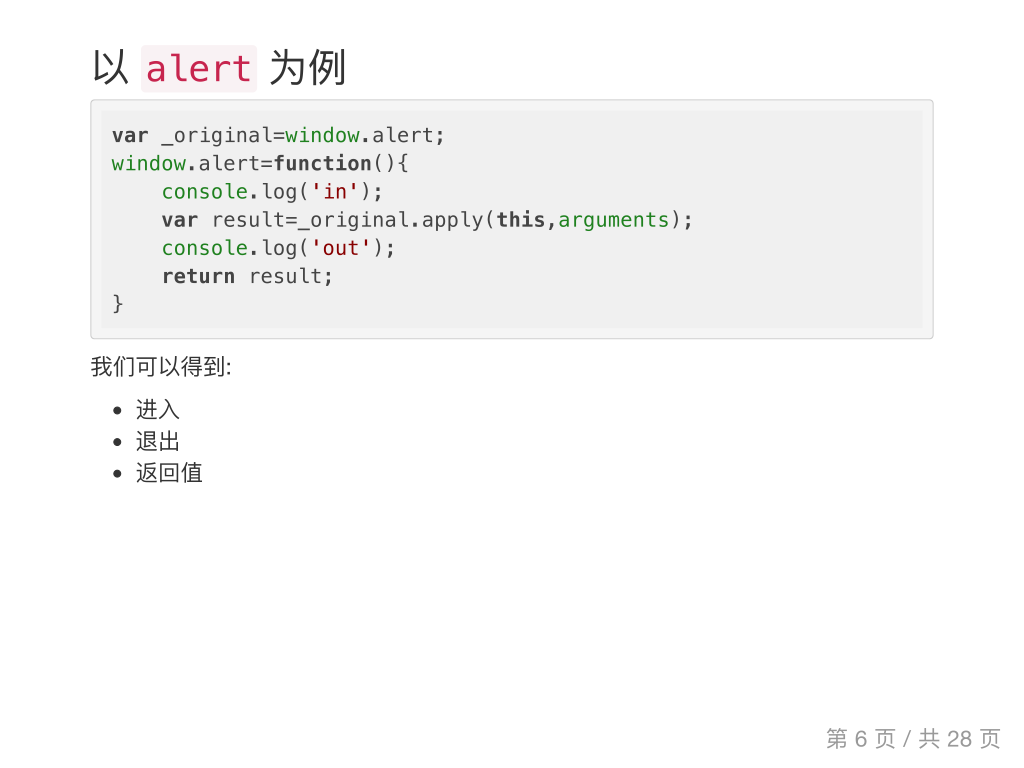 以 alert 为例
var _original=window.alert;
window.alert=function(){
    console.log('in');
    var result=_original.apply(this,arguments);
    console.log('out');
    return result;
}
我们可以得到:
• 进入
• 退出
• 返回值
第 6 页 / 共 28 页